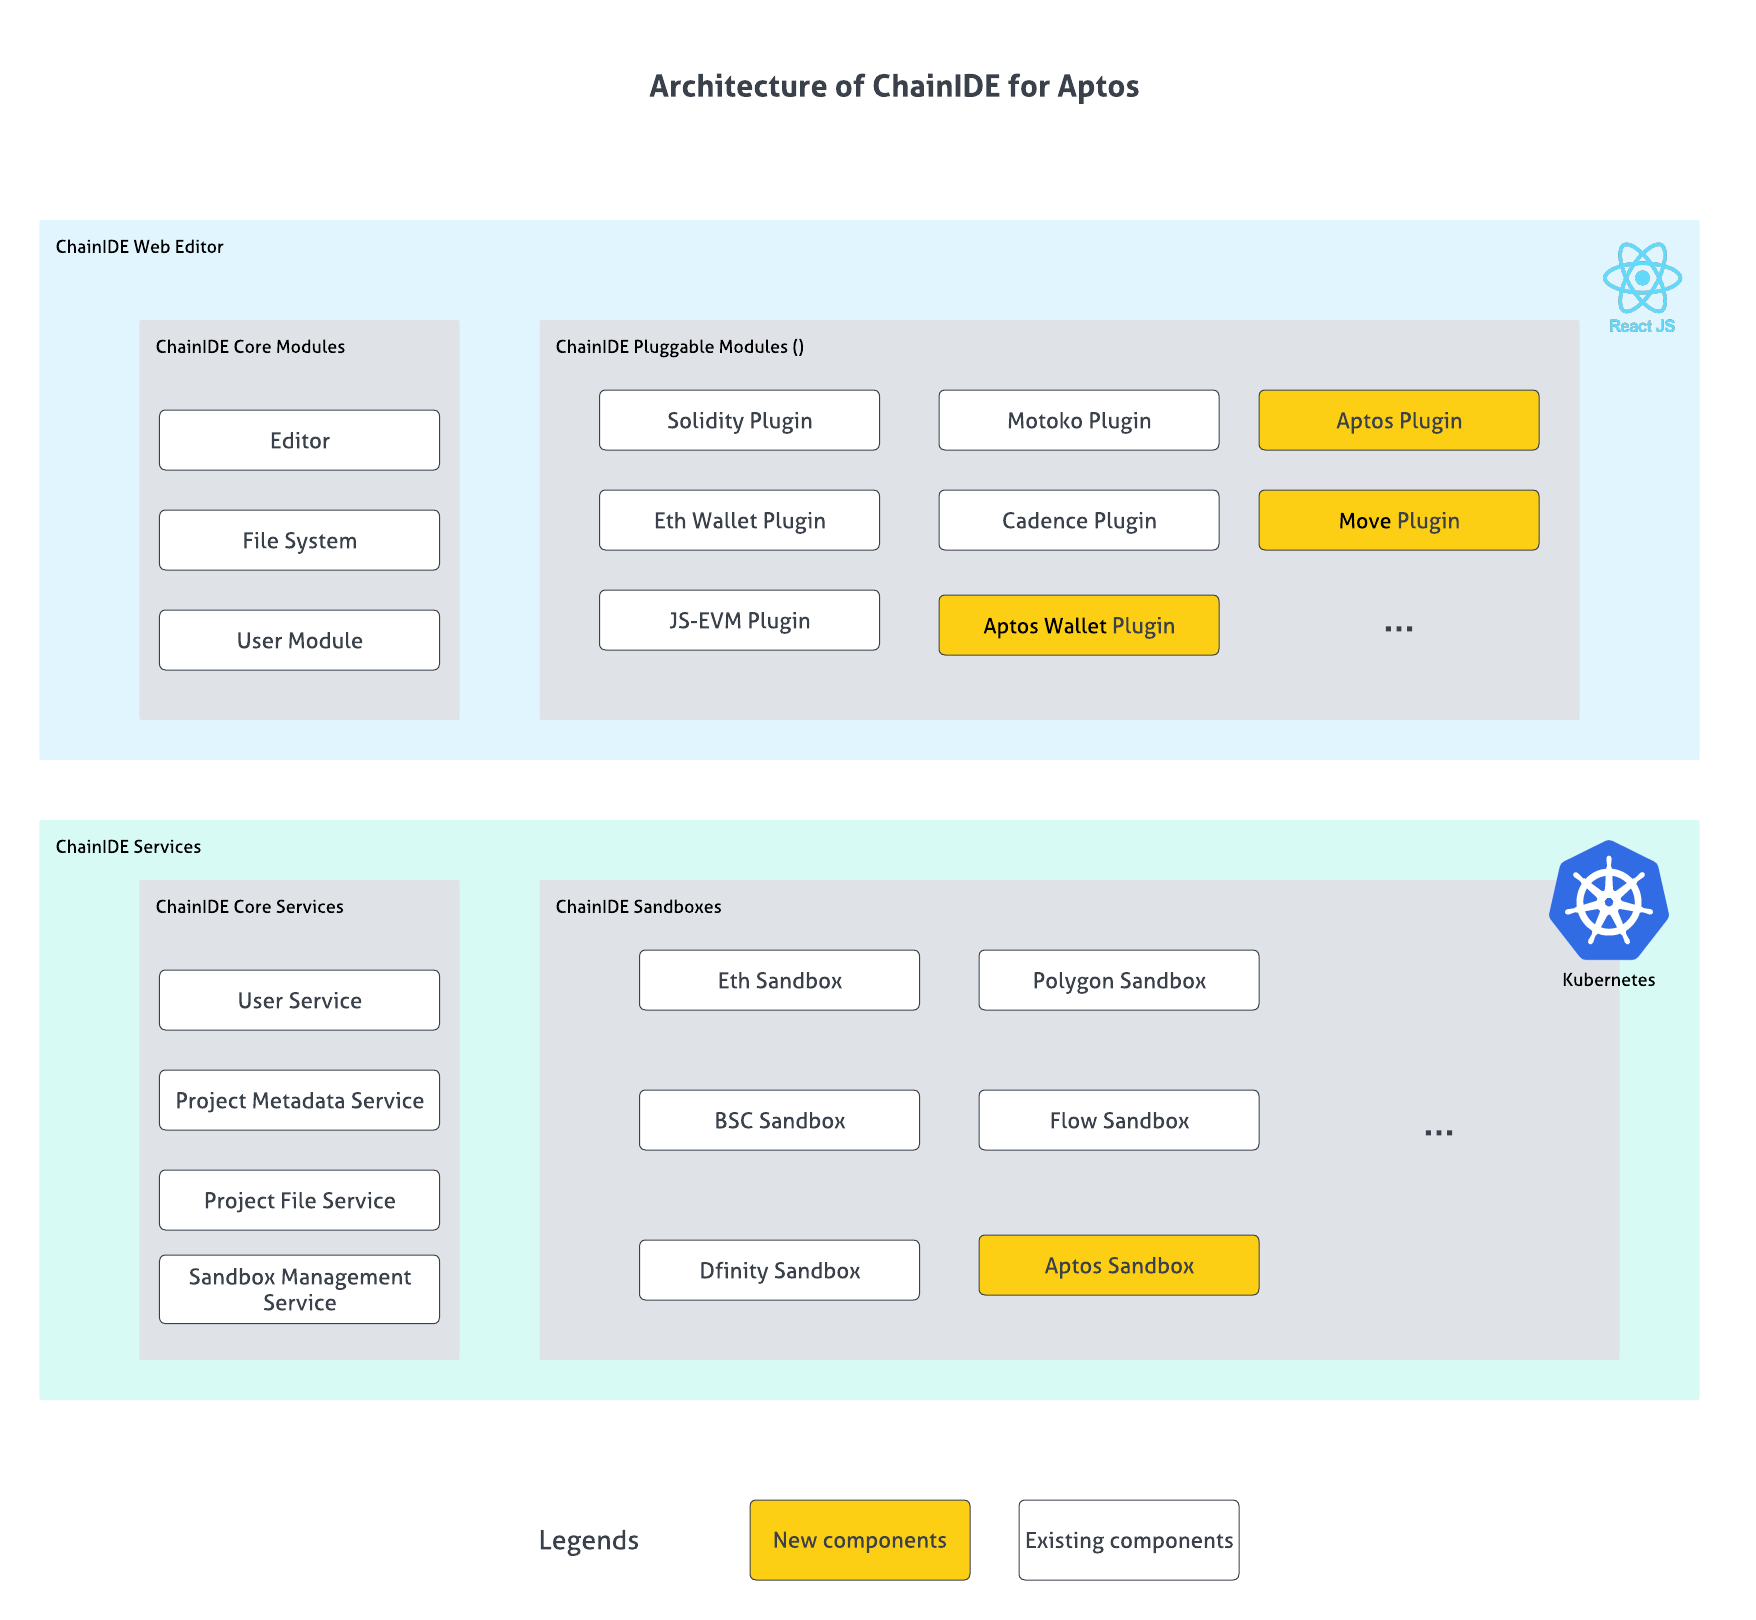 Architecture of ChainIDE for Aptos
ChainIDE Web Editor
React JS
ChainIDE Core Modules
Editor
File System
User Module
ChainIDE Pluggable Modules ()
Solidity Plugin
Motoko Plugin
Aptos Plugin
Eth Wallet Plugin
Cadence Plugin
Move Plugin
JS-EVM Plugin
Aptos Wallet Plugin
...
ChainIDE Services
Kubernetes
ChainIDE Core Services
User Service
Project Metadata Service
Project File Service
Sandbox Management
Service
ChainIDE Sandboxes
Eth Sandbox
Polygon Sandbox
BSC Sandbox
Flow Sandbox
...
Dfinity Sandbox
Aptos Sandbox
Legends
New components
Existing components